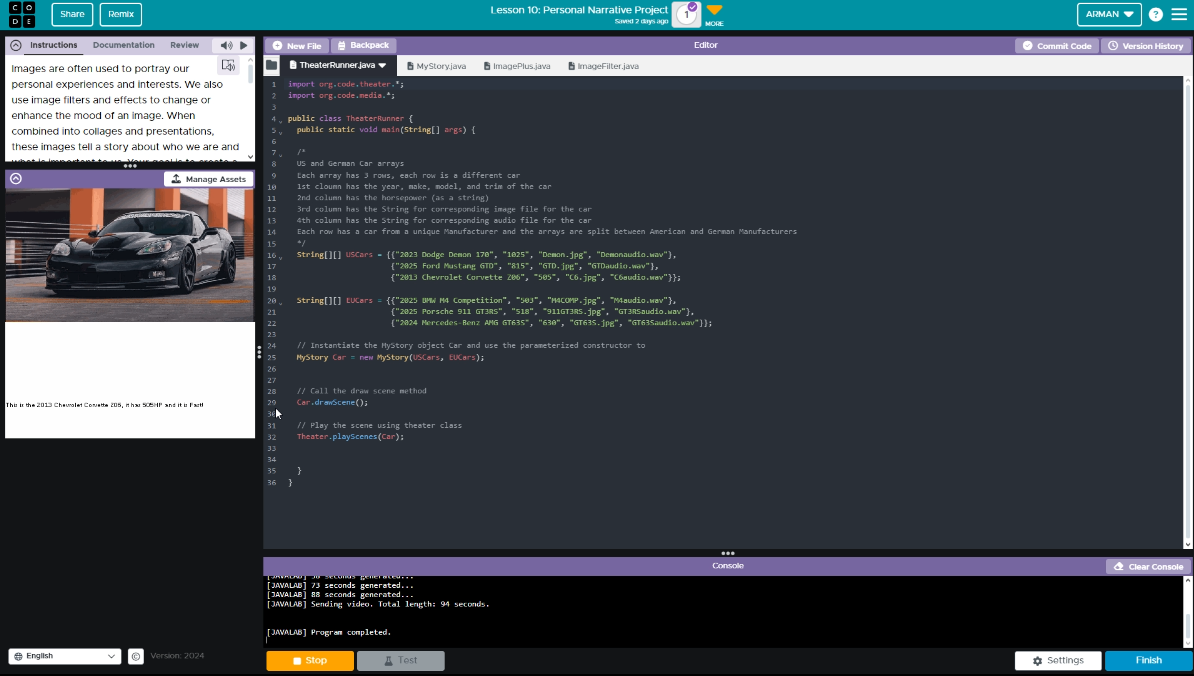 CODE
Share
Remix
Lesson 10: Personal Narrative Project
Saved 2 days ago
1
MORE
ARMAN
?
Instructions
Documentation
Review
Images are often used to portray our
personal experiences and interests. We also
use image filters and effects to change or
enhance the mood of an image. When
combined into collages and presentations,
these images tell a story about who we are and
what is important to us. Your goal is to create a
Manage Assets
This is the 2013 Chevrolet Corvette Z06, it has 505HP and it is Fast!
English
Version: 2024
New File
Backpack
Editor
Commit Code
Version History
TheaterRunner.java
MyStory.java
ImagePlus.java
ImageFilter.java
1 import org.code.theater.*;
2 import org.code.media.*;
3
4 public class TheaterRunner {
5 public static void main(String[] args) {
6
7 /*
8 US and German Car arrays
9 Each array has 3 rows, each row is a different car
10 1st cloumn has the year, make, model, and trim of the car
11 2nd column has the horsepower (as a string)
12 3rd column has the String for corresponding image file for the car
13 4th column has the String for corresponding audio file for the car
14 Each row has a car from a unique Manufacturer and the arrays are split between American and German Manufacturers
15 */
16 String[][] USCars = {{"2023 Dodge Demon 170", "1025", "Demon.jpg", "Demonaudio.wav"},
17 {"2025 Ford Mustang GTD", "815", "GTD.jpg", "GTDaudio.wav"},
18 {"2013 Chevrolet Corvette Z06", "505", "C6.jpg", "C6audio.wav"}};
19
20 String[][] EUCars = {{"2025 BMW M4 Competition", "503", "M4COMP.jpg", "M4audio.wav"},
21 {"2025 Porsche 911 GT3RS", "518", "911GT3RS.jpg", "GT3RSaudio.wav"},
22 {"2024 Mercedes-Benz AMG GT63S", "630", "GT63S.jpg", "GT63Saudio.wav"}};
23
24 // Instantiate the MyStory object Car and use the parameterized constructor to
25 MyStory Car = new MyStory(USCars, EUCars);
26
27
28 // Call the draw scene method
29 Car.drawScene();
30
31 // Play the scene using theater class
32 Theater.playScenes(Car);
33
34
35 }
36 }
Console
Clear Console
[JAVALAB] 58 seconds generated...
[JAVALAB] 73 seconds generated...
[JAVALAB] 88 seconds generated...
[JAVALAB] Sending video. Total length: 94 seconds.
[JAVALAB] Program completed.
Stop
Test
Settings
Finish